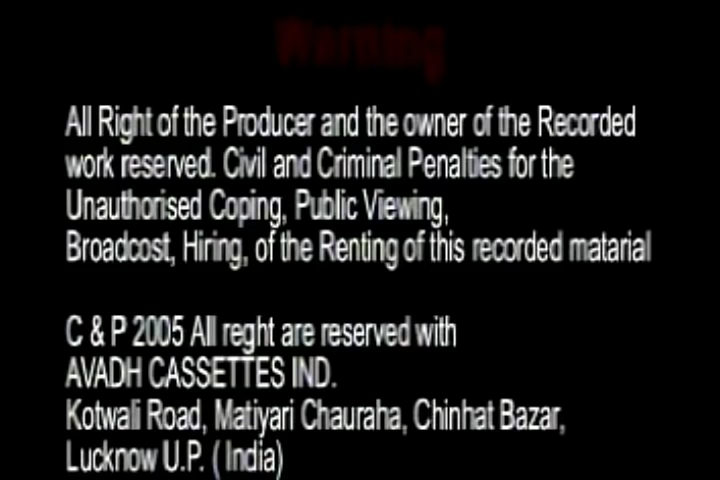 Warning
All Right of the Producer and the owner of the Recorded
work reserved. Civil and Criminal Penalties for the
Unauthorised Coping, Public Viewing,
Broadcost, Hiring, of the Renting of this recorded matarial
C & P 2005 All reght are reserved with
AVADH CASSETTES IND.
Kotwali Road, Matiyari Chauraha, Chinhat Bazar,
Lucknow U.P. ( India)